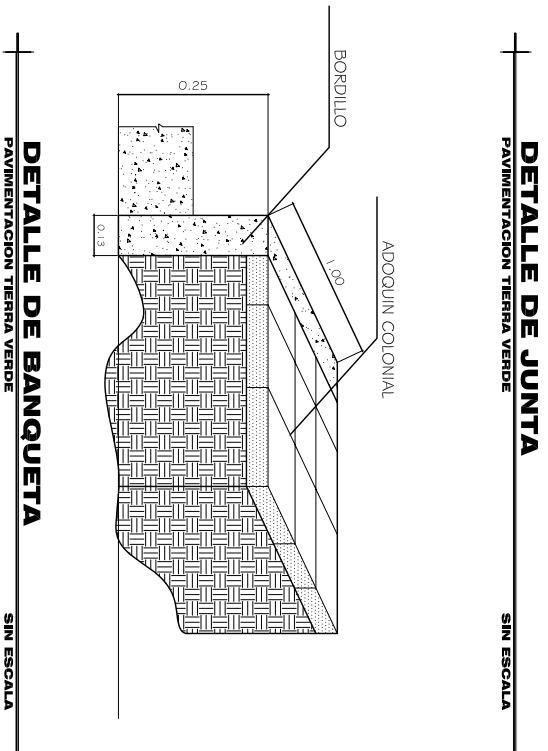 DETALLE DE JUNTA
PAVIMENTACION TIERRA VERDE
SIN ESCALA
BORDILLO
ADOQUIN COLONIAL
0.25
1.00
0.13
DETALLE DE BANQUETA
PAVIMENTACION TIERRA VERDE
SIN ESCALA